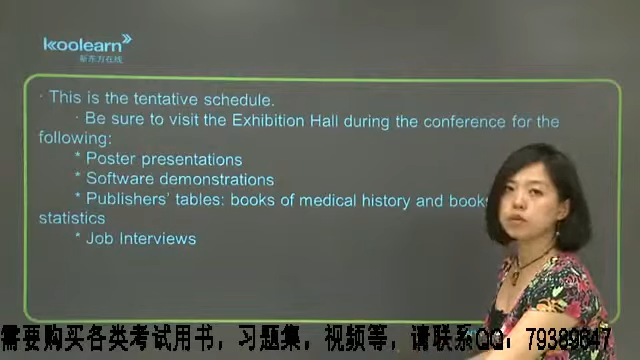 koolearn
新东方在线
· This is the tentative schedule.
· Be sure to visit the Exhibition Hall during the conference for the
following:
* Poster presentations
* Software demonstrations
* Publishers' tables: books of medical history and books
statistics
* Job Interviews
需要购买各类考试用书，习题集，视频等，请联系QQ：79389647